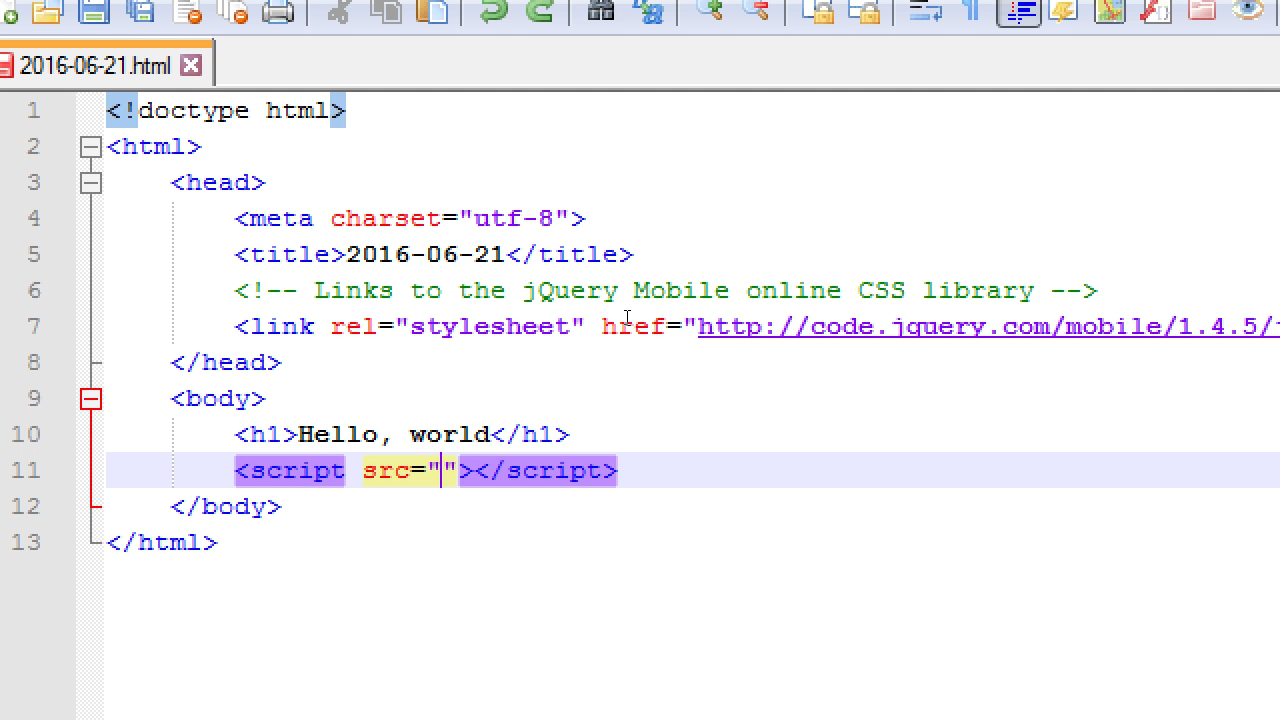 2016-06-21.html
1 <!doctype html>
2 <html>
3 <head>
4 <meta charset="utf-8">
5 <title>2016-06-21</title>
6 <!-- Links to the jQuery Mobile online CSS library -->
7 <link rel="stylesheet" href="http://code.jquery.com/mobile/1.4.5/
8 </head>
9 <body>
10 <h1>Hello, world</h1>
11 <script src=""></script>
12 </body>
13 </html>